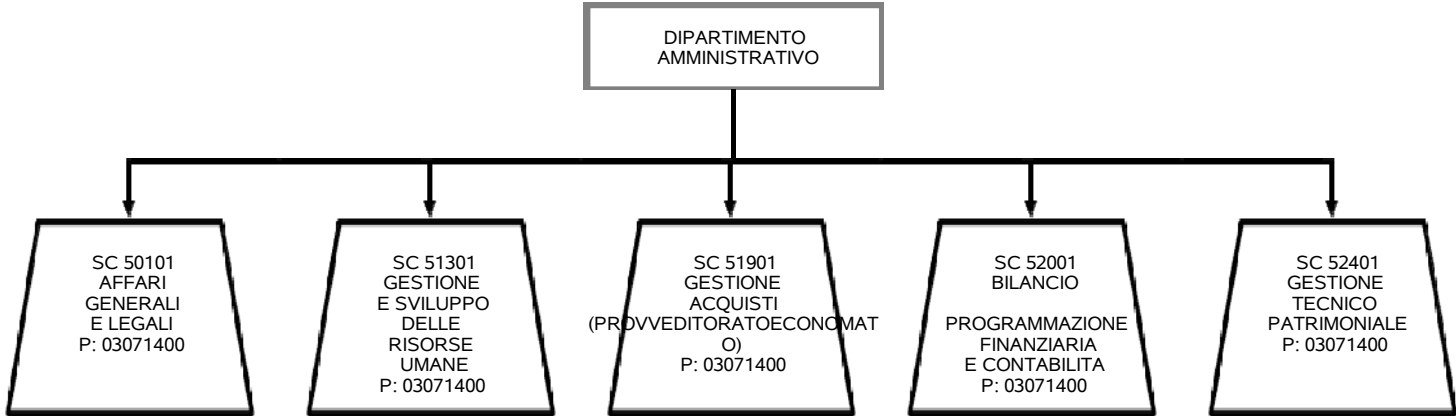 DIPARTIMENTO
AMMINISTRATIVO
SC 50101
AFFARI
GENERALI
E LEGALI
P: 03071400
SC 51301
GESTIONE
E SVILUPPO
DELLE
RISORSE
UMANE
P: 03071400
SC 51901
GESTIONE
ACQUISTI
(PROVVEDITORATOECONOMAT
O)
P: 03071400
SC 52001
BILANCIO
PROGRAMMAZIONE
FINANZIARIA
E CONTABILITA
P: 03071400
SC 52401
GESTIONE
TECNICO
PATRIMONIALE
P: 03071400